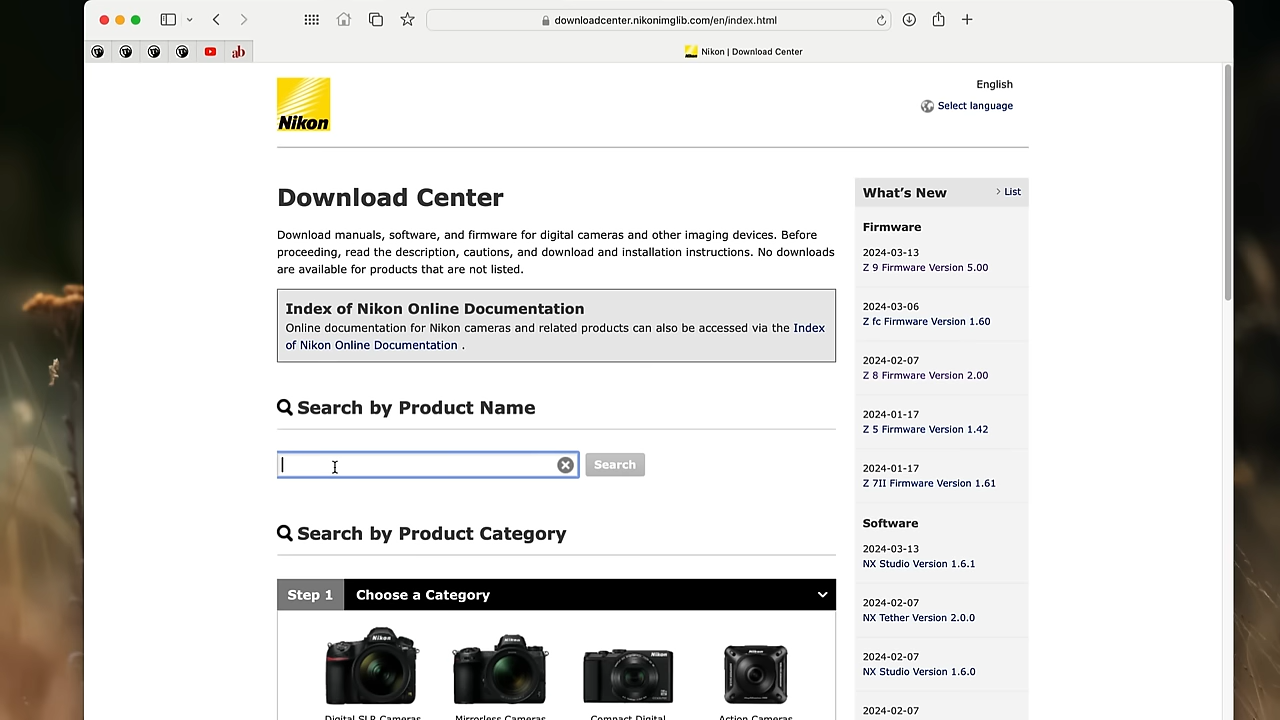 downloadcenter.nikonimglib.com/en/index.html
Nikon | Download Center
Nikon
English
Select language
Download Center
Download manuals, software, and firmware for digital cameras and other imaging devices. Before
proceeding, read the description, cautions, and download and installation instructions. No downloads
are available for products that are not listed.
Index of Nikon Online Documentation
Online documentation for Nikon cameras and related products can also be accessed via the Index
of Nikon Online Documentation .
Search by Product Name
Search
Search by Product Category
Step 1 Choose a Category
Nikon
Nikon
Nikon
Nikon
Digital SLR Cameras Mirrorless Cameras Compact Digital Action Cameras
What's New > List
Firmware
2024-03-13
Z 9 Firmware Version 5.00
2024-03-06
Z fc Firmware Version 1.60
2024-02-07
Z 8 Firmware Version 2.00
2024-01-17
Z 5 Firmware Version 1.42
2024-01-17
Z 7II Firmware Version 1.61
Software
2024-03-13
NX Studio Version 1.6.1
2024-02-07
NX Tether Version 2.0.0
2024-02-07
NX Studio Version 1.6.0
2024-02-07